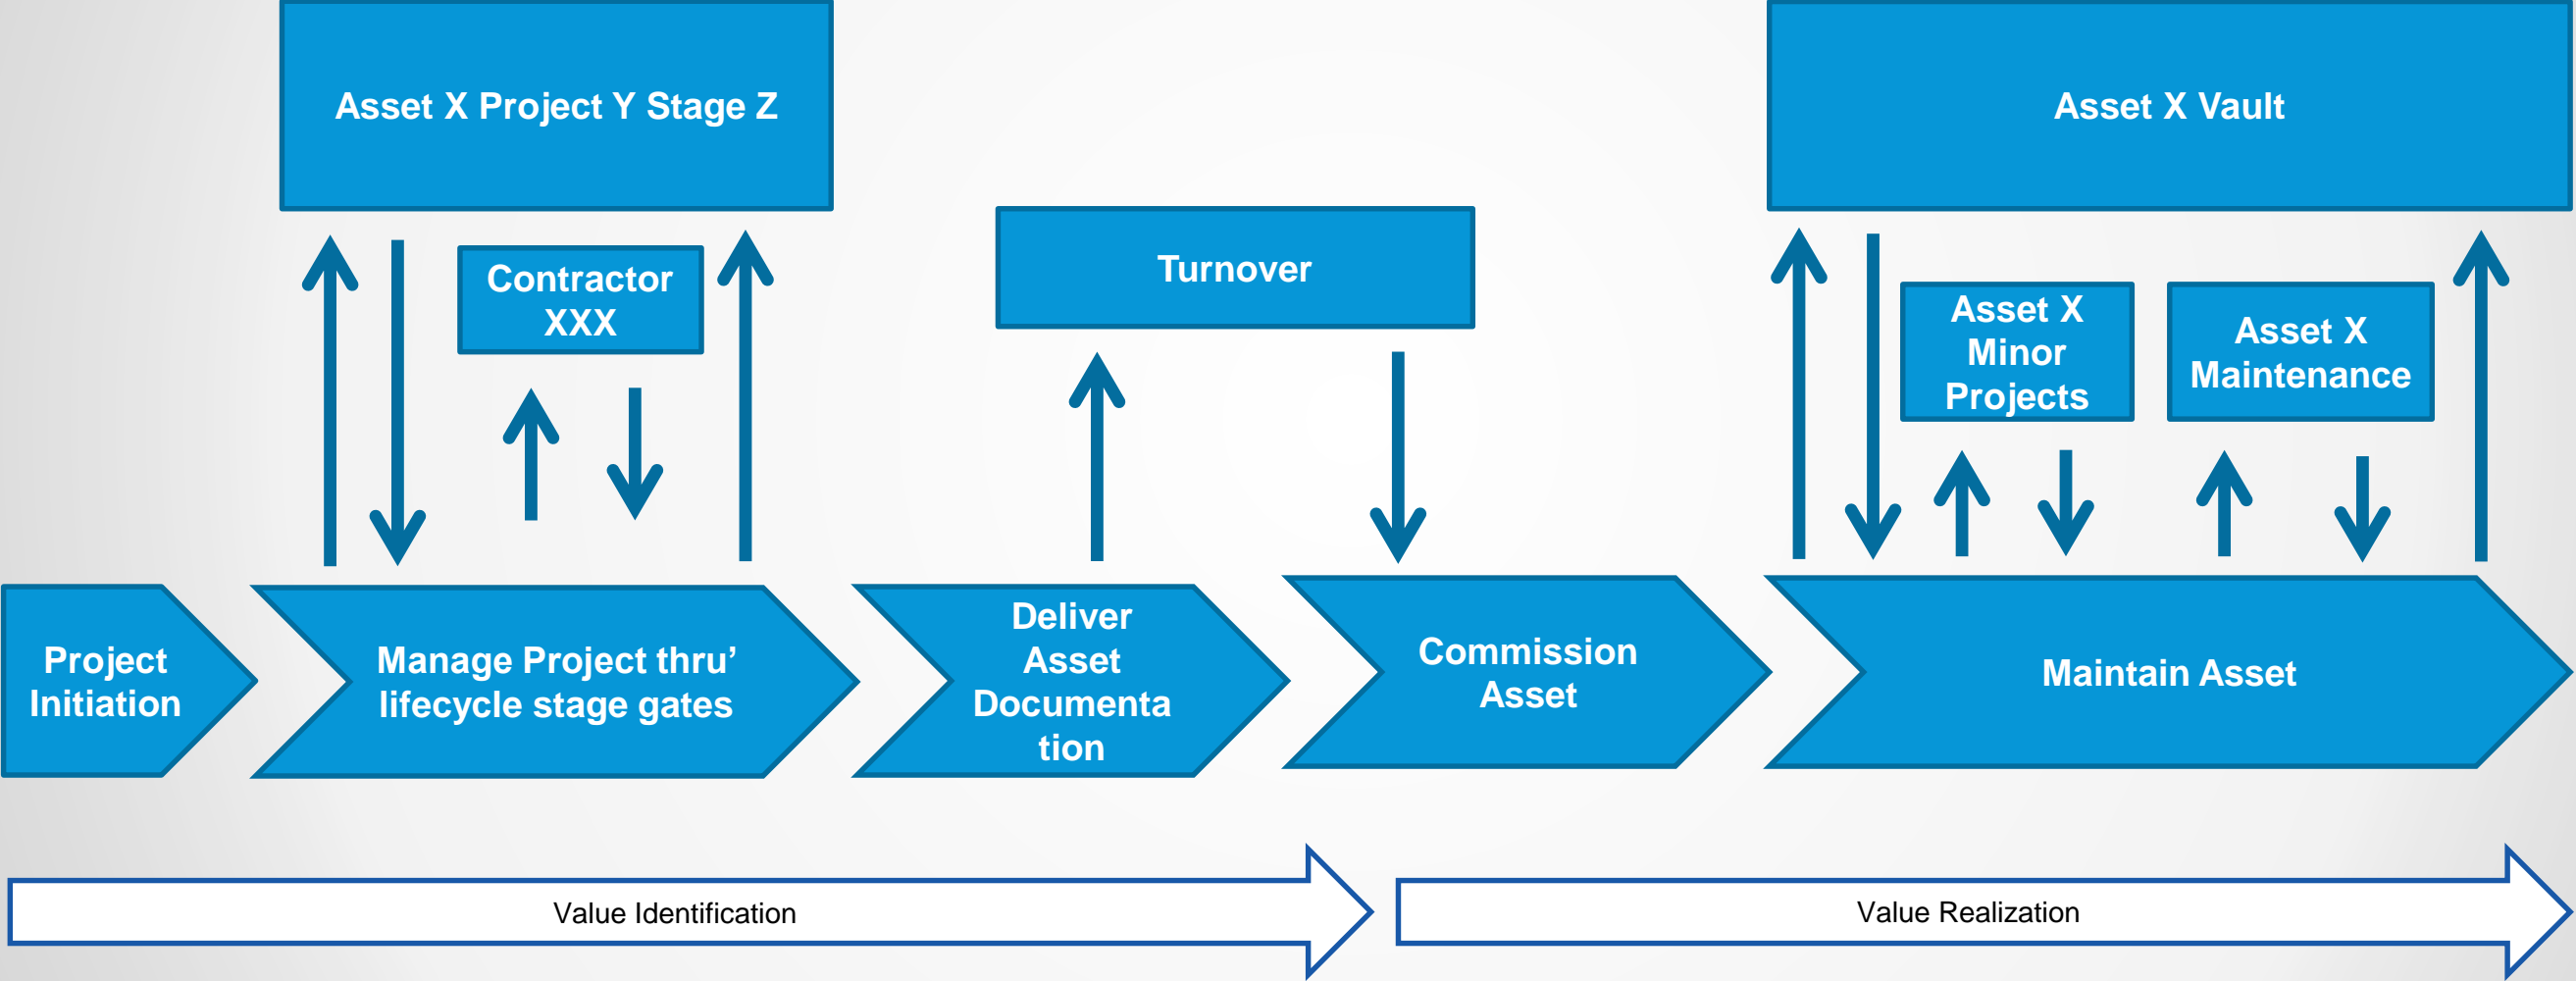 Asset X Project Y Stage Z
Asset X Vault
Turnover
Contractor
XXX
Asset X
Minor
Projects
Asset X
Maintenance
Project
Initiation
Manage Project thru’
lifecycle stage gates
Deliver
Asset
Documenta
tion
Commission
Asset
Maintain Asset
Value Identification
Value Realization